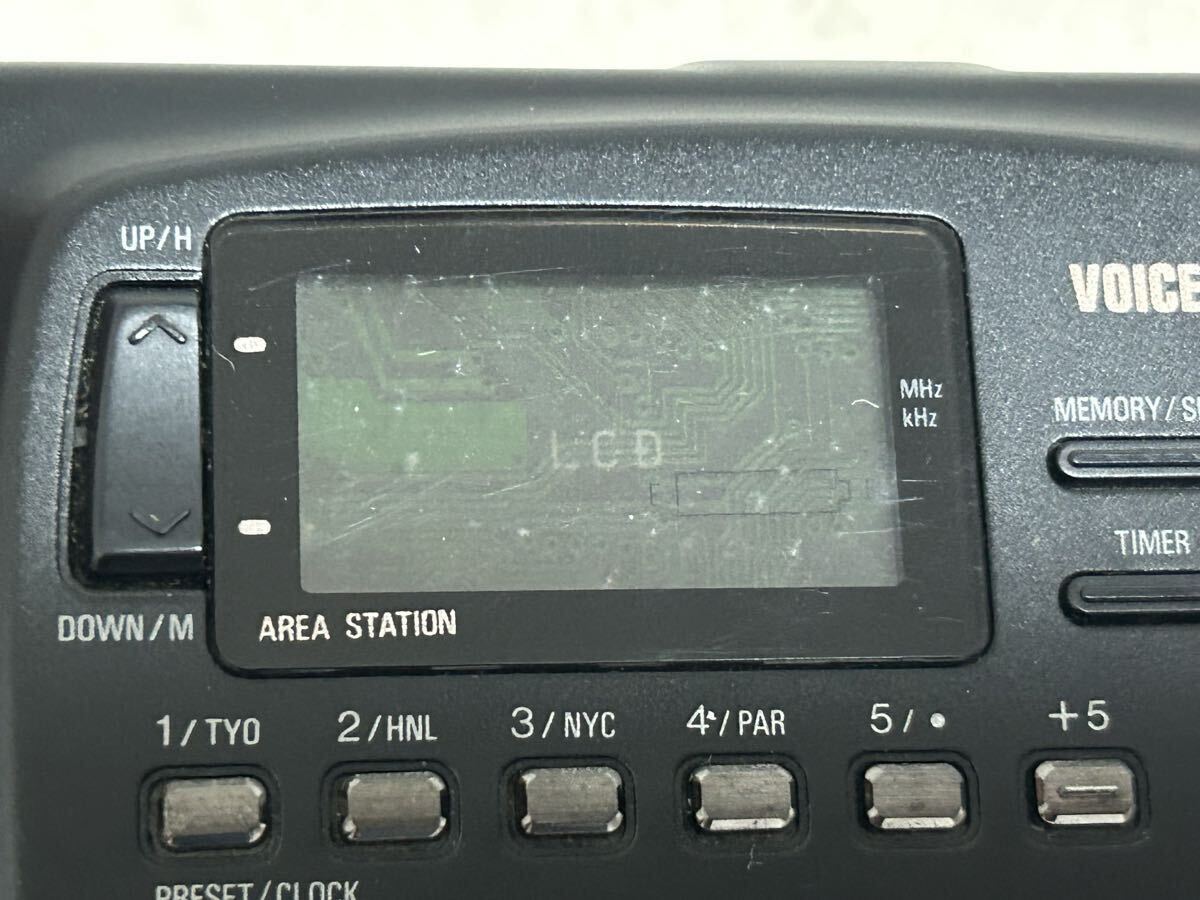 UP/H
VOICE
MHz
kHz
MEMORY/S
LCD
TIMER
DOWN/M
AREA STATION
1/TYO 2/HNL 3/NYC 4/PAR 5/• +5
PRESET/CLOCK